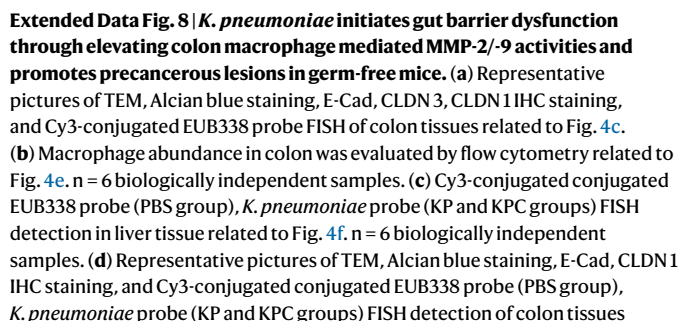 Extended Data Fig. 8 | K. pneumoniae initiates gut barrier dysfunction
through elevating colon macrophage mediated MMP-2/-9 activities and
promotes precancerous lesions in germ-free mice. (a) Representative
pictures of TEM, Alcian blue staining, E-Cad, CLDN 3, CLDN 1 IHC staining,
and Cy3-conjugated EUB338 probe FISH of colon tissues related to Fig. 4c.
(b) Macrophage abundance in colon was evaluated by flow cytometry related to
Fig. 4e. n = 6 biologically independent samples. (c) Cy3-conjugated conjugated
EUB338 probe (PBS group), K. pneumoniae probe (KP and KPC groups) FISH
detection in liver tissue related to Fig. 4f. n = 6 biologically independent
samples. (d) Representative pictures of TEM, Alcian blue staining, E-Cad, CLDN 1
IHC staining, and Cy3-conjugated conjugated EUB338 probe (PBS group),
K. pneumoniae probe (KP and KPC groups) FISH detection of colon tissues